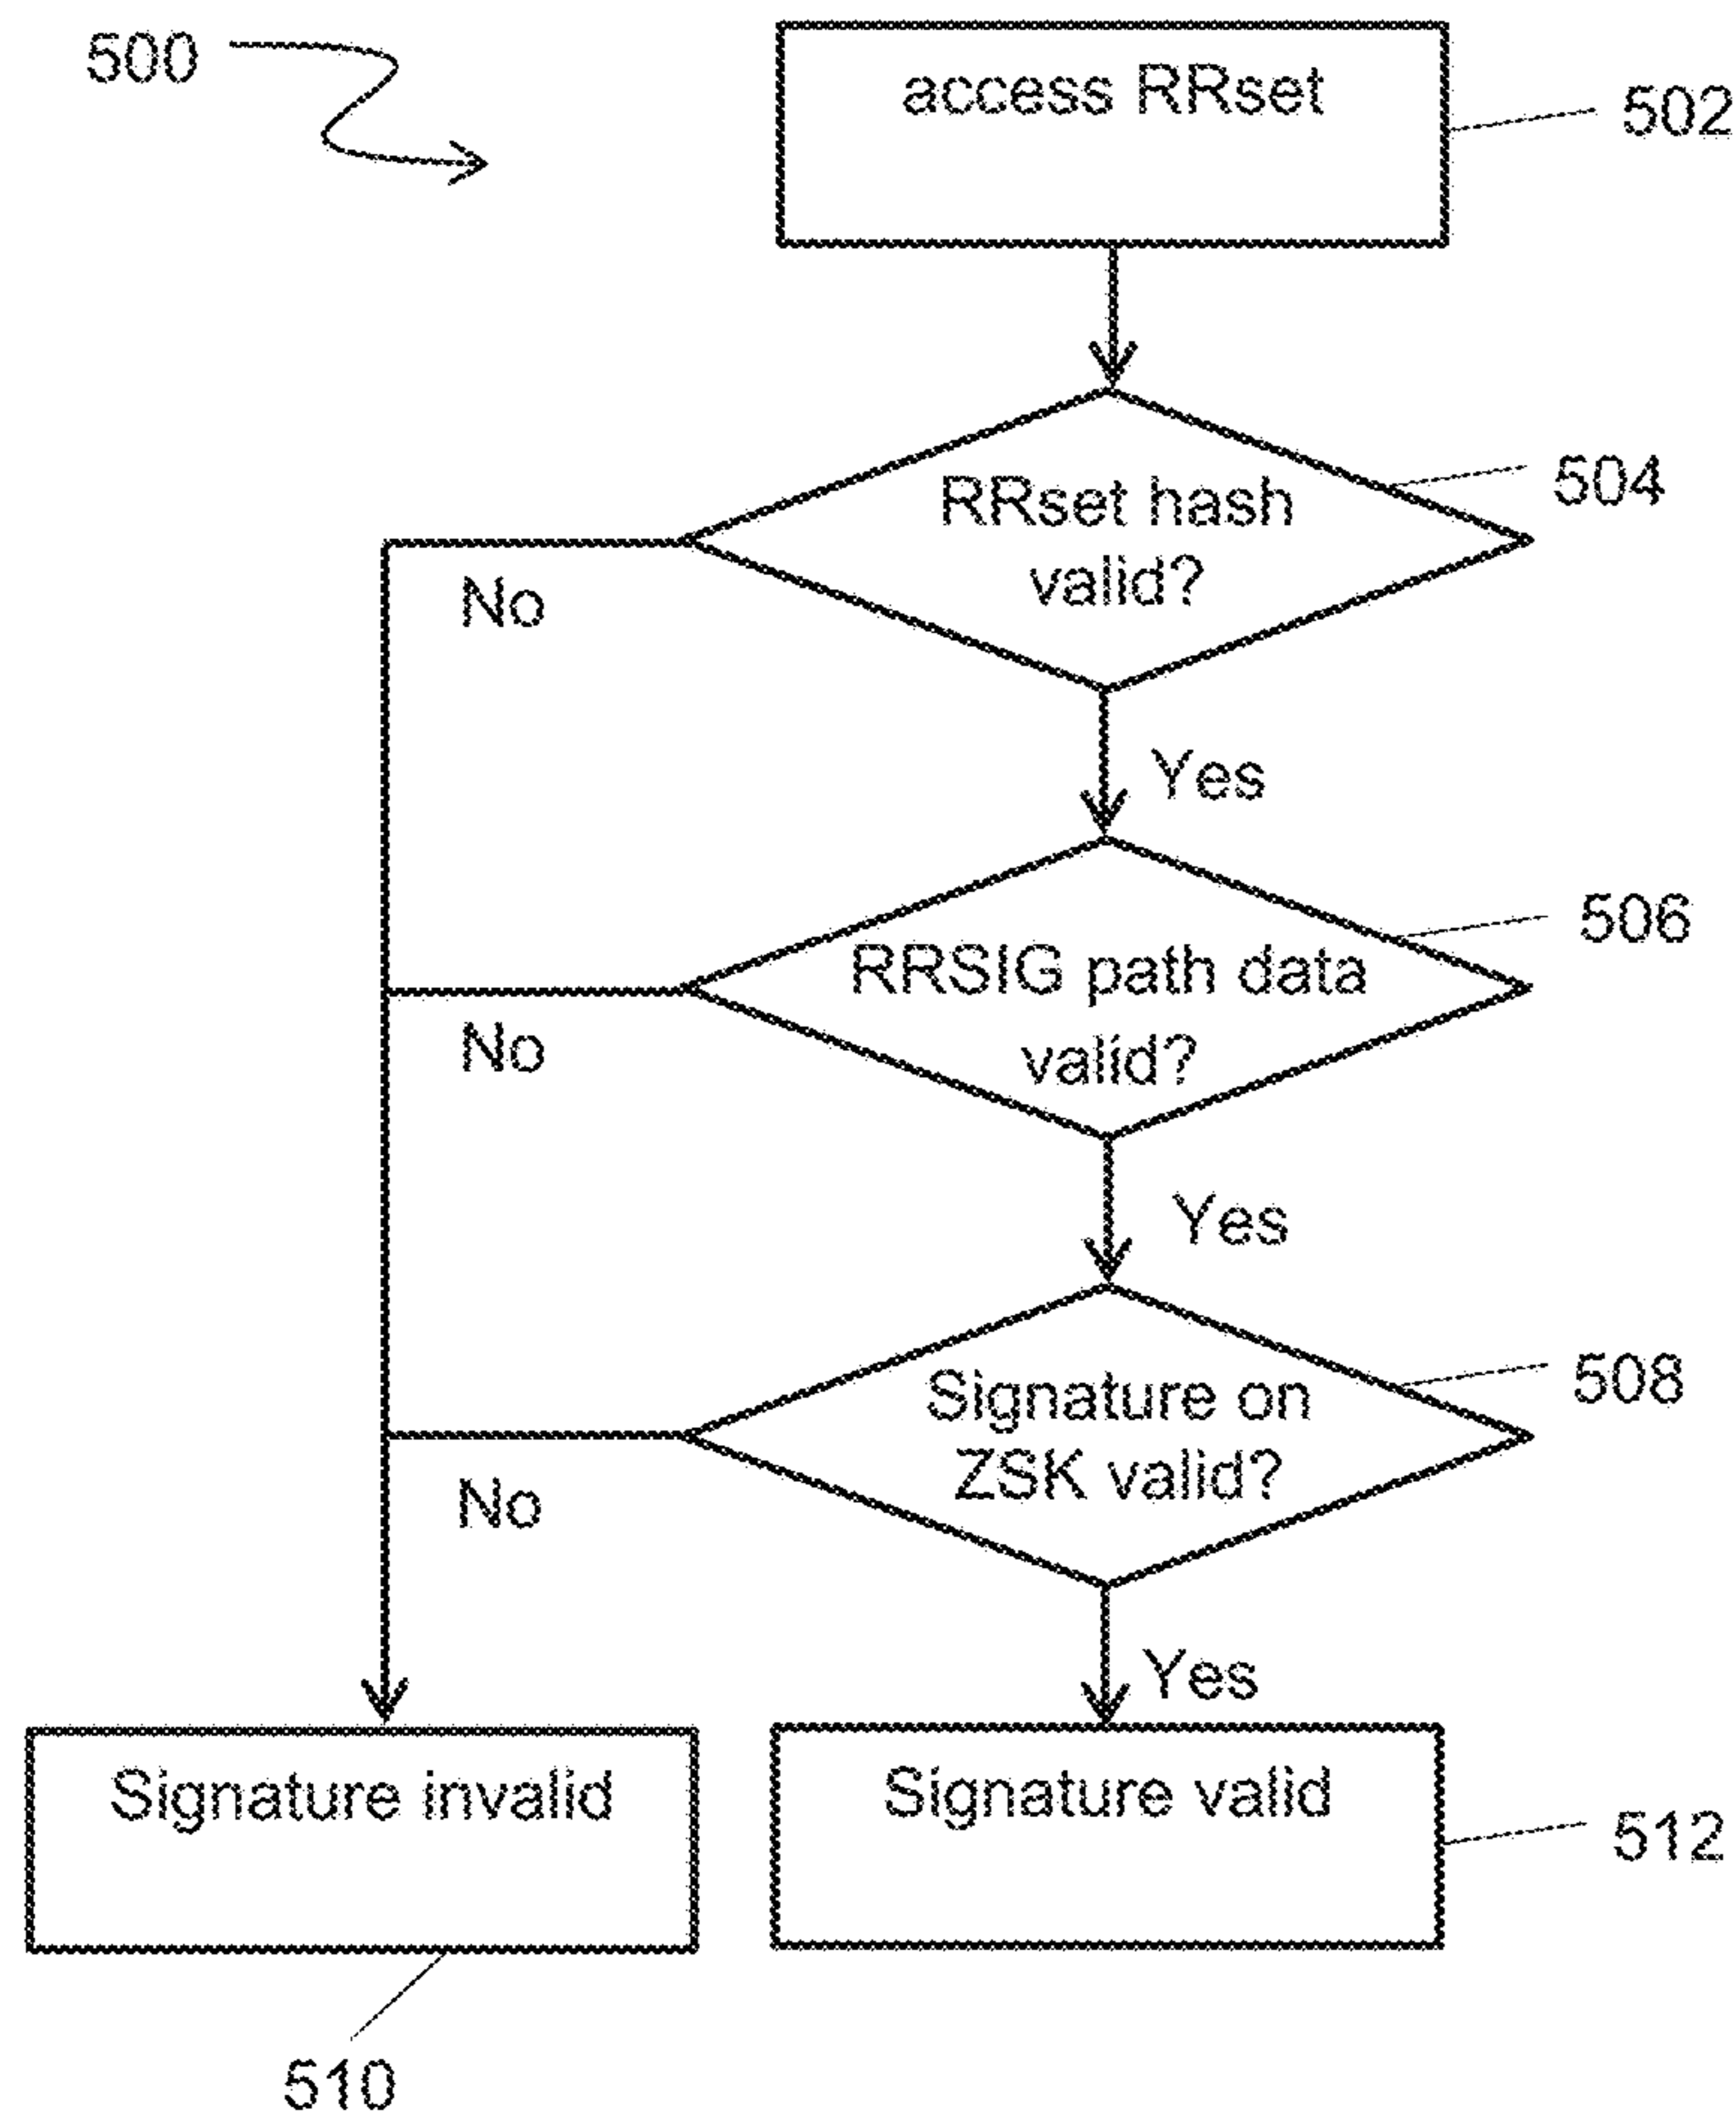 500
access RRset
502
RRset hash
valid?
504
No
Yes
RRSIG path data
valid?
506
No
Yes
Signature on
ZSK valid?
508
No
Yes
Signature invalid
Signature valid
512
510